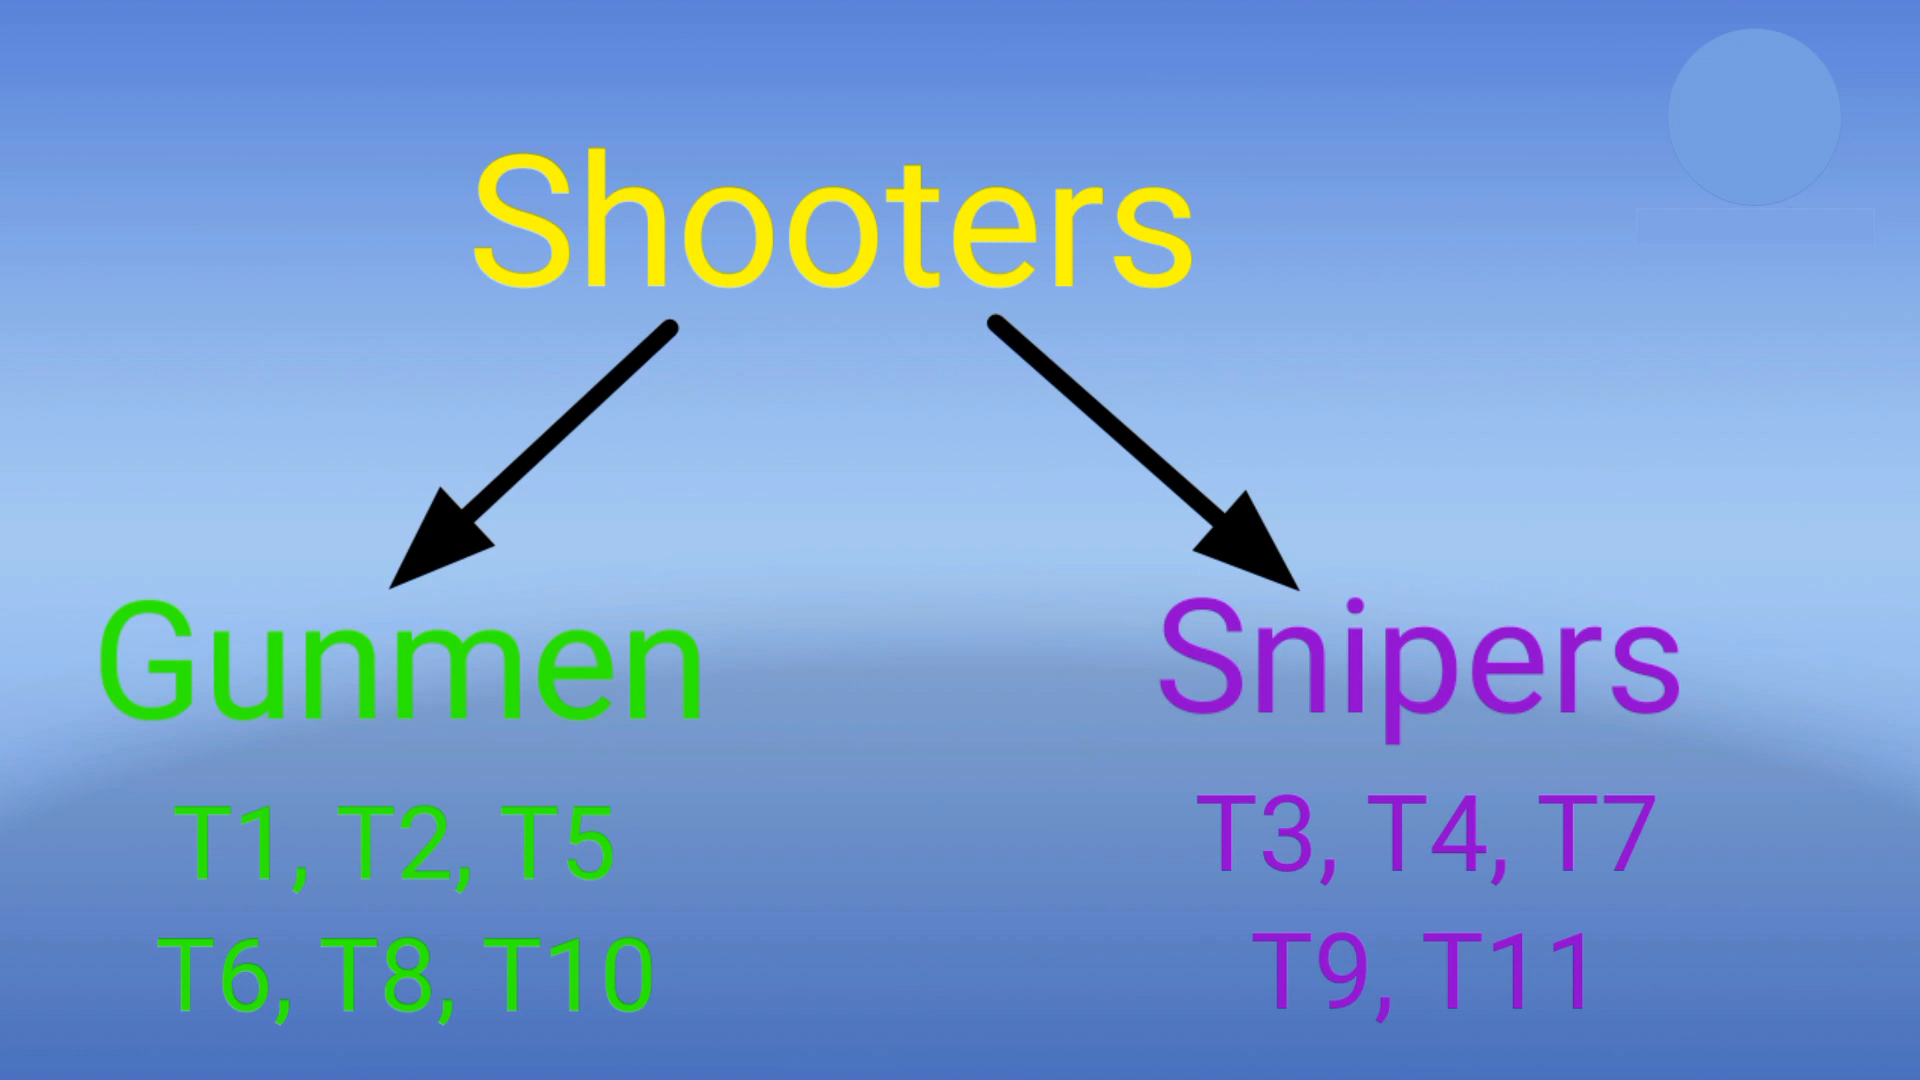 Shooters
Gunmen
Snipers
T1, T2, T5
T6, T8, T10
T3, T4, T7
T9, T11